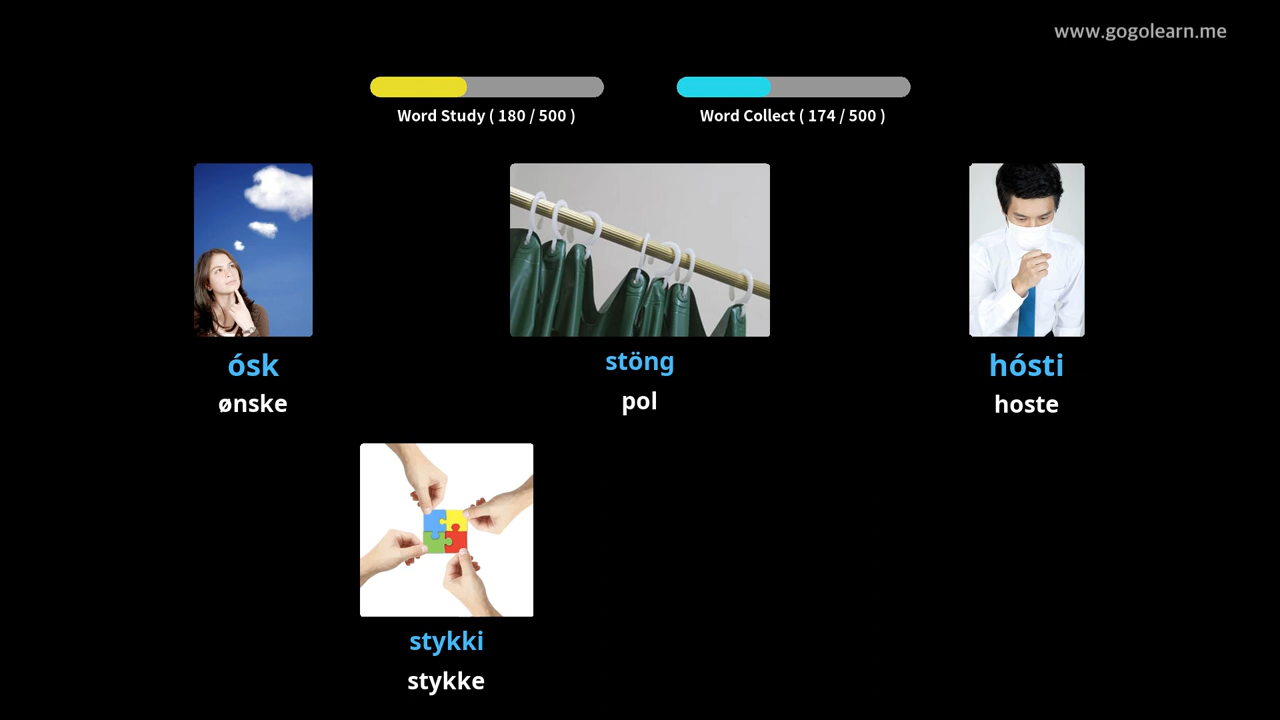 www.gogolearn.me
Word Study ( 180 / 500 )
Word Collect ( 174 / 500 )
ósk
ønske
stöng
pol
hósti
hoste
stykki
stykke